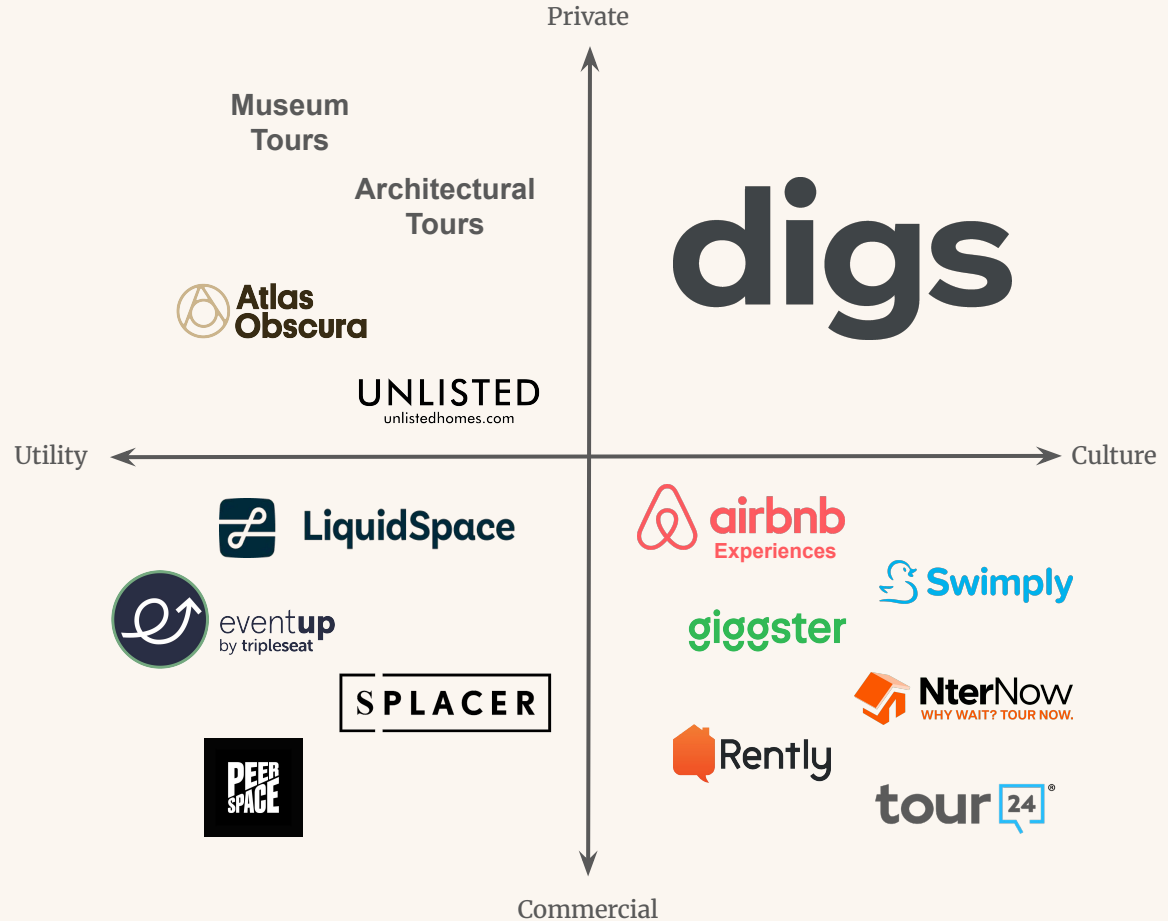 Private
Museum
Tours
Architectural
Tours
digs
Atlas
Obscura
UNLISTED
unlistedhomes.com
Utility
Culture
LiquidSpace
airbnb
Experiences
Swimply
eventup
by tripleseat
giggster
SPLACER
NterNow
WHY WAIT? TOUR NOW.
Rently
PEER
SPACE
tour 24®
Commercial